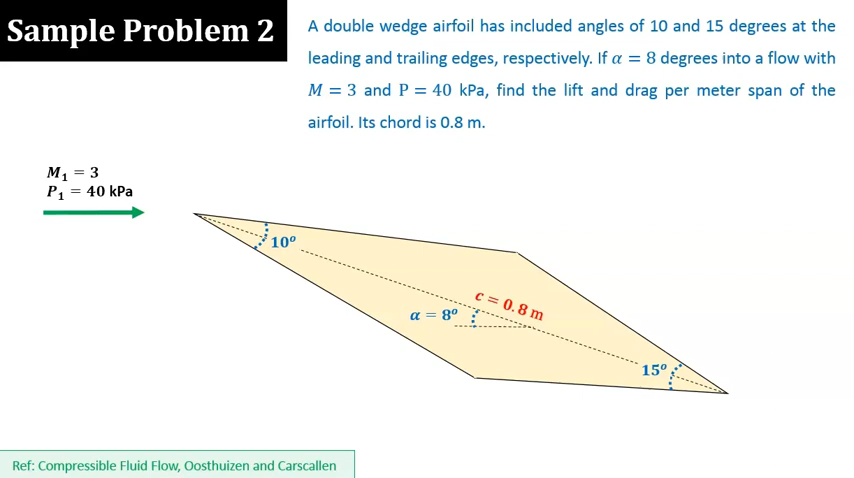 Sample Problem 2
A double wedge airfoil has included angles of 10 and 15 degrees at the
leading and trailing edges, respectively. If α = 8 degrees into a flow with
M = 3 and P = 40 kPa, find the lift and drag per meter span of the
airfoil. Its chord is 0.8 m.
M₁ = 3
P₁ = 40 kPa
10°
c = 0.8 m
α = 8°
15°
Ref: Compressible Fluid Flow, Oosthuizen and Carscallen